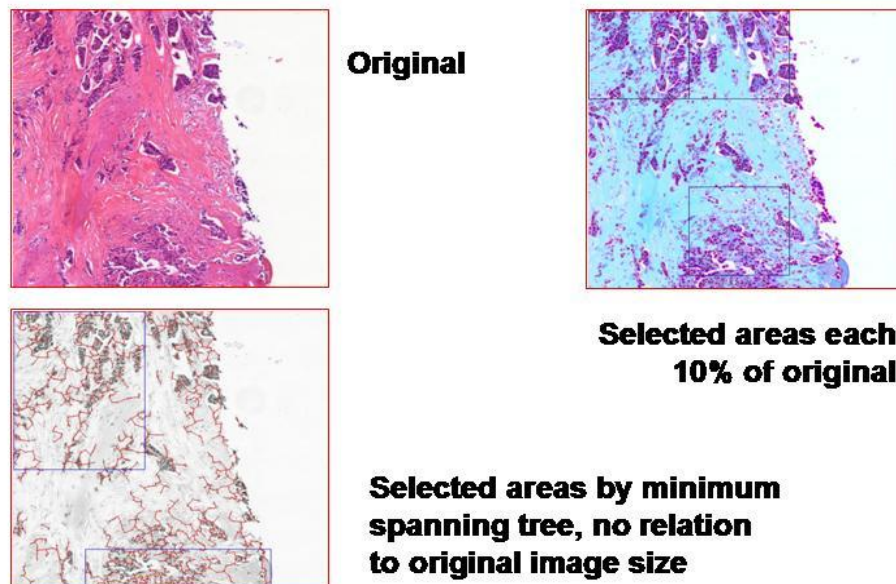 Original
Selected areas each
10% of original
Selected areas by minimum
spanning tree, no relation
to original image size